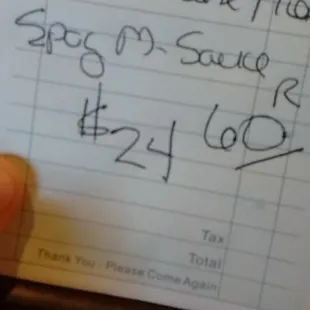 Spag M. Sauce
R
$24 60
Tax
Total
Thank You - Please Come Again